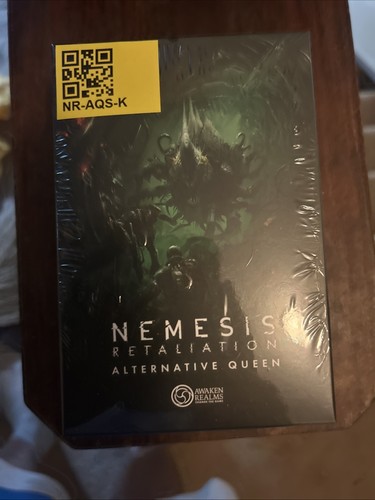 NR-AQS-K
NEMESIS
RETALIATION
ALTERNATIVE QUEEN
AWAKEN
REALMS